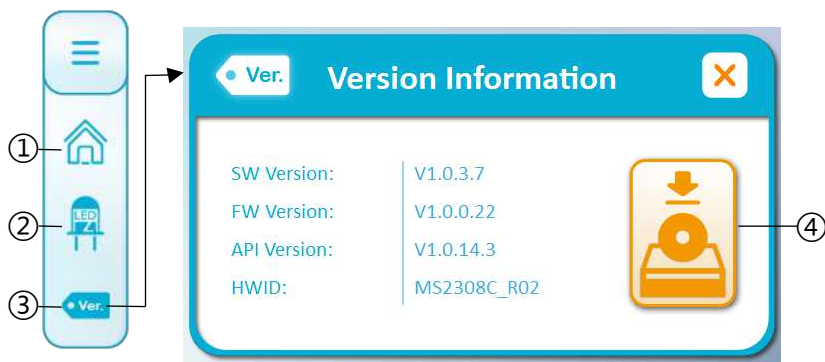 Ver. Version Information
① 
SW Version: V1.0.3.7
② LED
FW Version: V1.0.0.22
④
API Version: V1.0.14.3
③ Ver.
HWID: MS2308C_R02